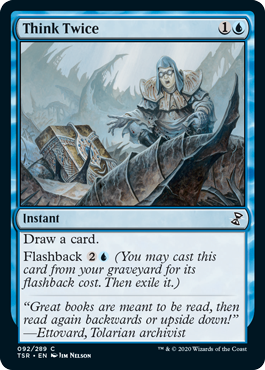 Think Twice 1
Instant
Draw a card.
Flashback 2 (You may cast this
card from your graveyard for its
flashback cost. Then exile it.)
“Great books are meant to be read, then
read again backwards or upside down!”
—Ettovard, Tolarian archivist
092/289 C
TSR • EN Jim Nelson
™ & © 2020 Wizards of the Coast